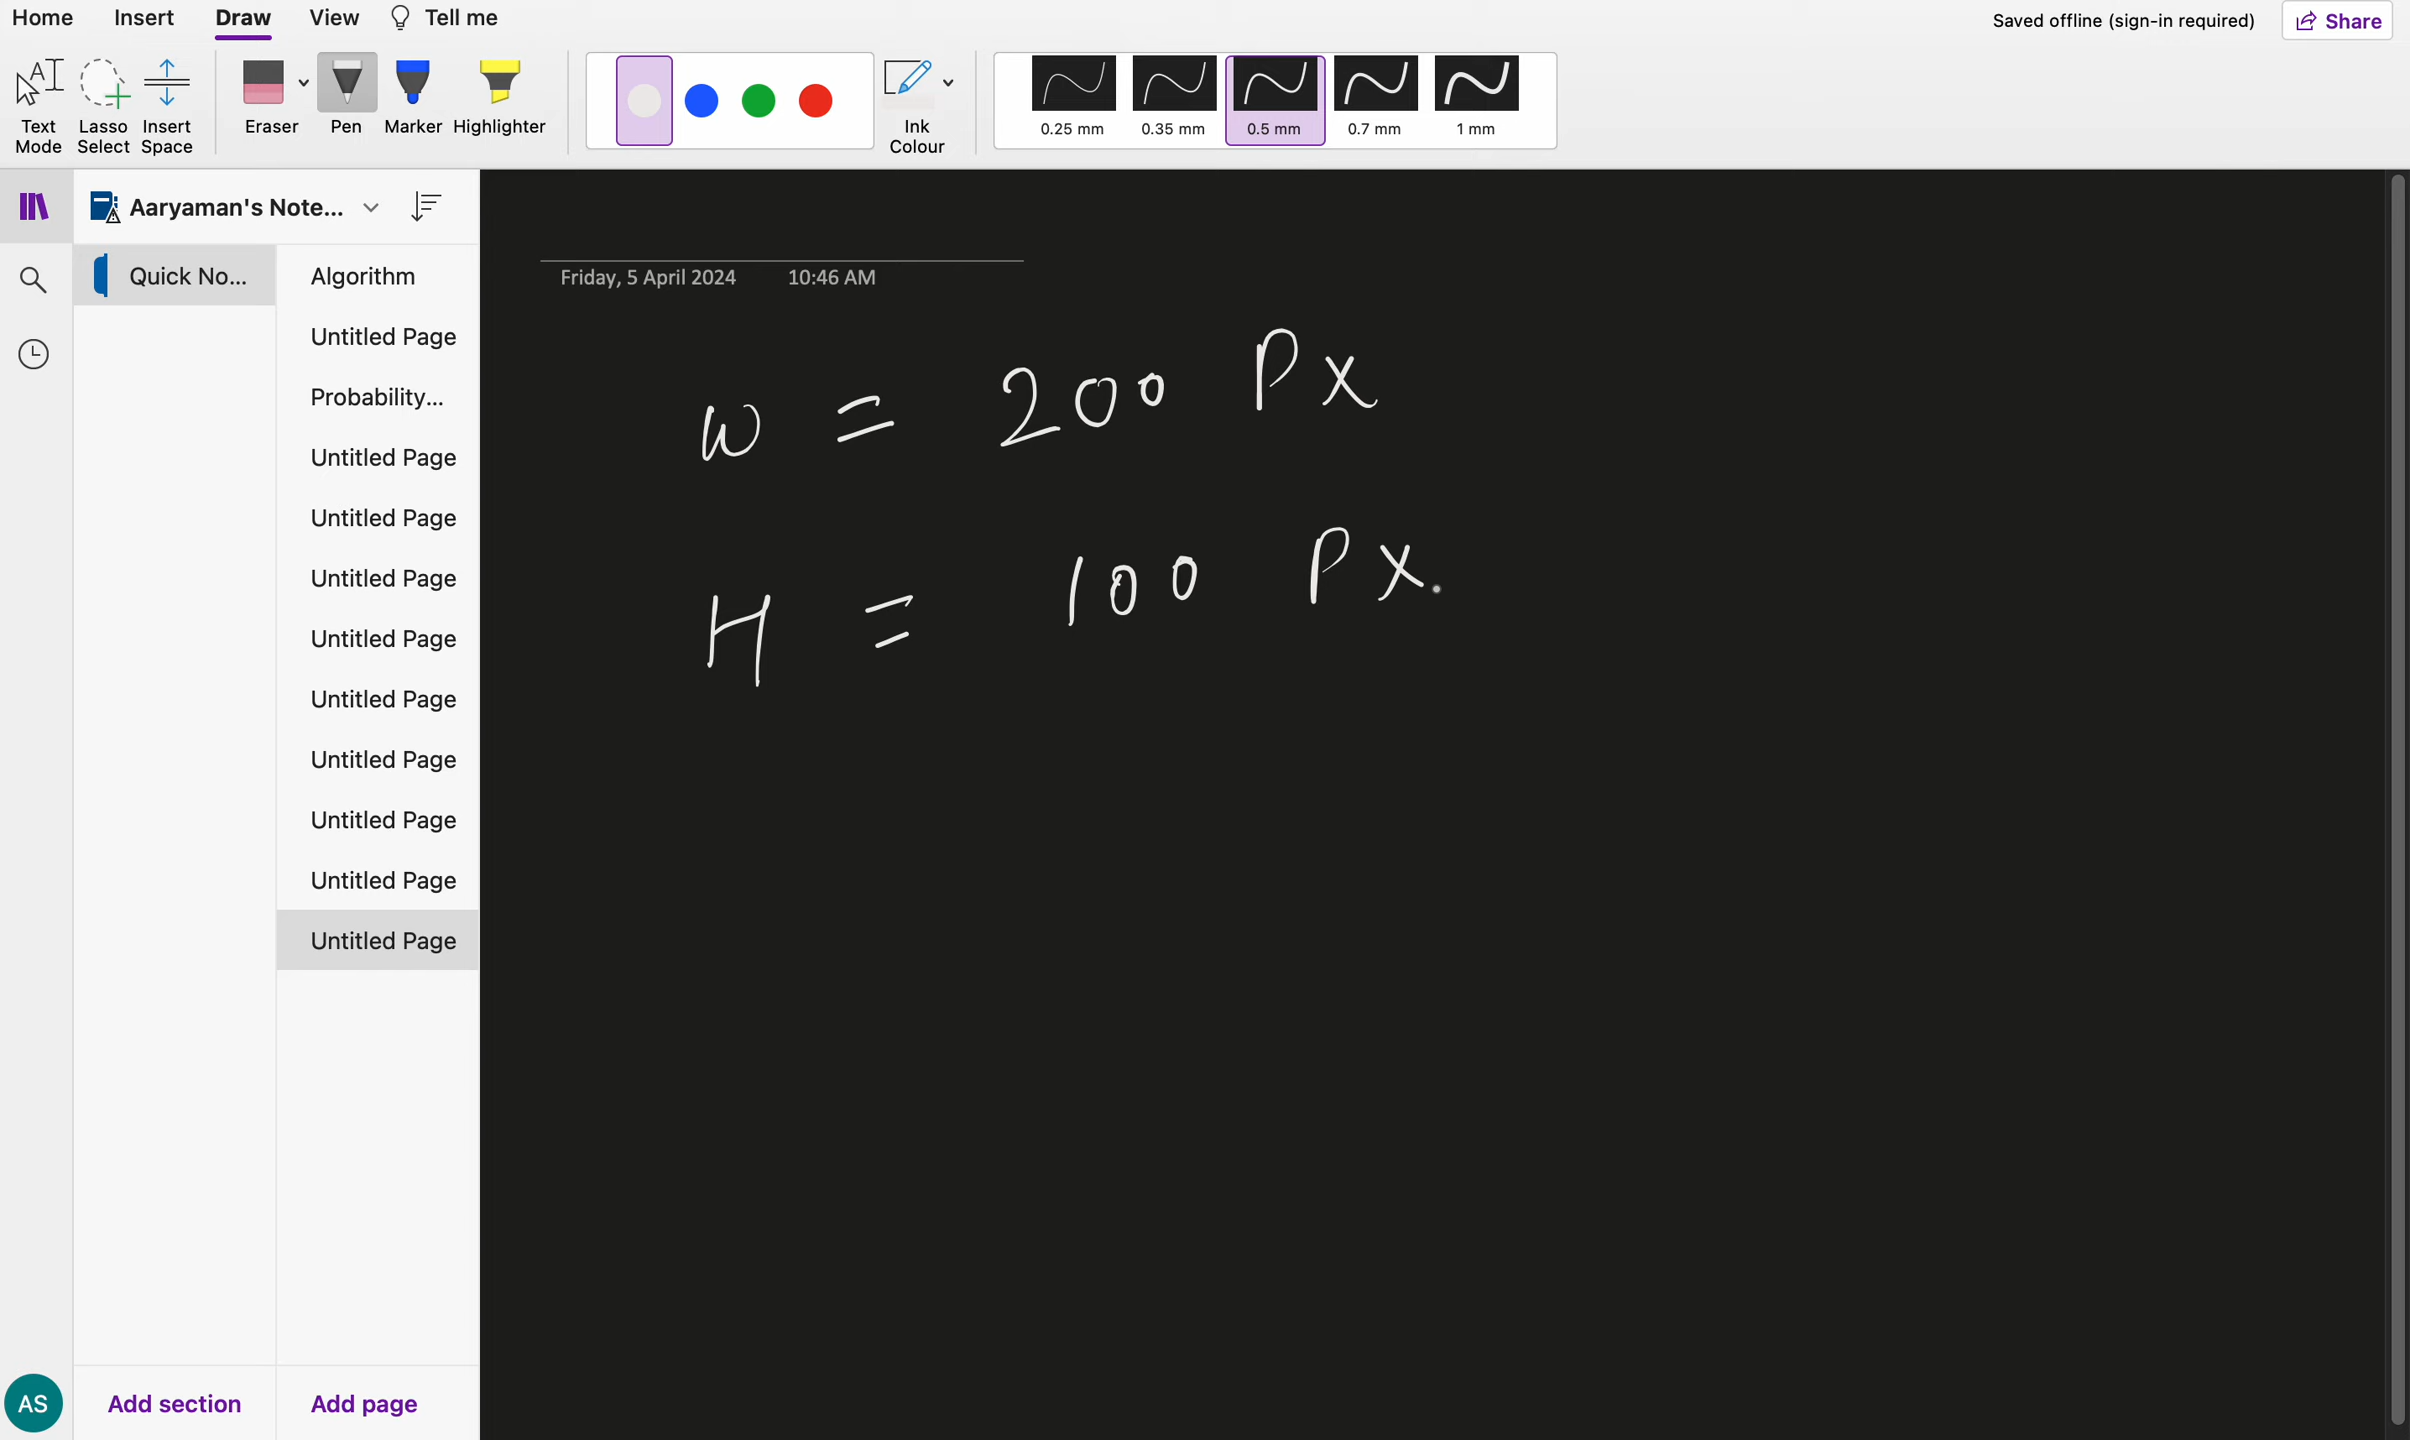 Home Insert Draw View Tell me Saved offline (sign-in required) Share
Text Mode Lasso Select Insert Space Eraser Pen Marker Highlighter Ink Colour 0.25 mm 0.35 mm 0.5 mm 0.7 mm 1 mm
Aaryaman's Note...
Quick No...
Algorithm
Untitled Page
Probability...
Untitled Page
Untitled Page
Untitled Page
Untitled Page
Untitled Page
Untitled Page
Untitled Page
Untitled Page
Untitled Page
Friday, 5 April 2024 10:46 AM
W = 200 Px
H = 100 Px.
AS Add section Add page